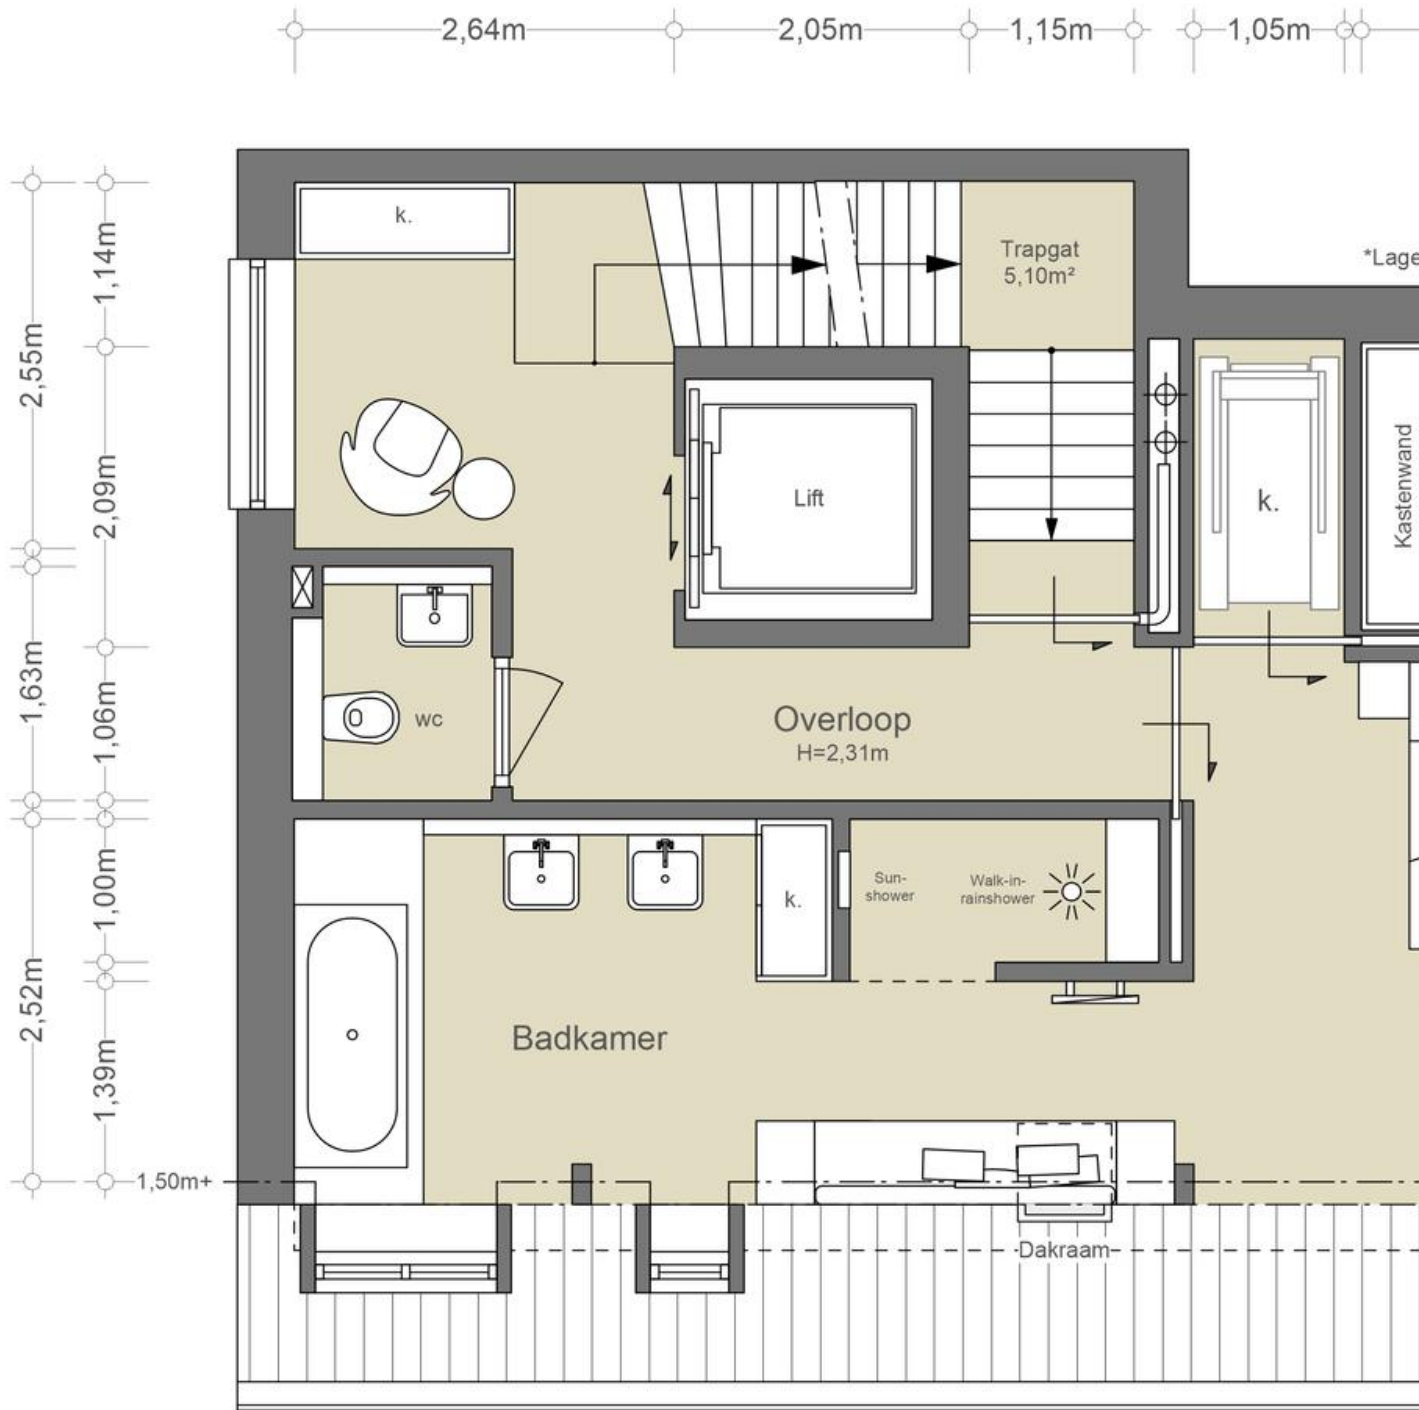 2,64m
2,05m
1,15m
1,05m
2,55m
1,14m
2,09m
1,63m
1,06m
2,52m
1,00m
1,39m
1,50m+
k.
Trapgat
5,10m²
*Lage
Lift
k.
Kastenwand
wc
Overloop
H=2,31m
k.
Sun-
shower
Walk-in-
rainshower
Badkamer
Dakraam